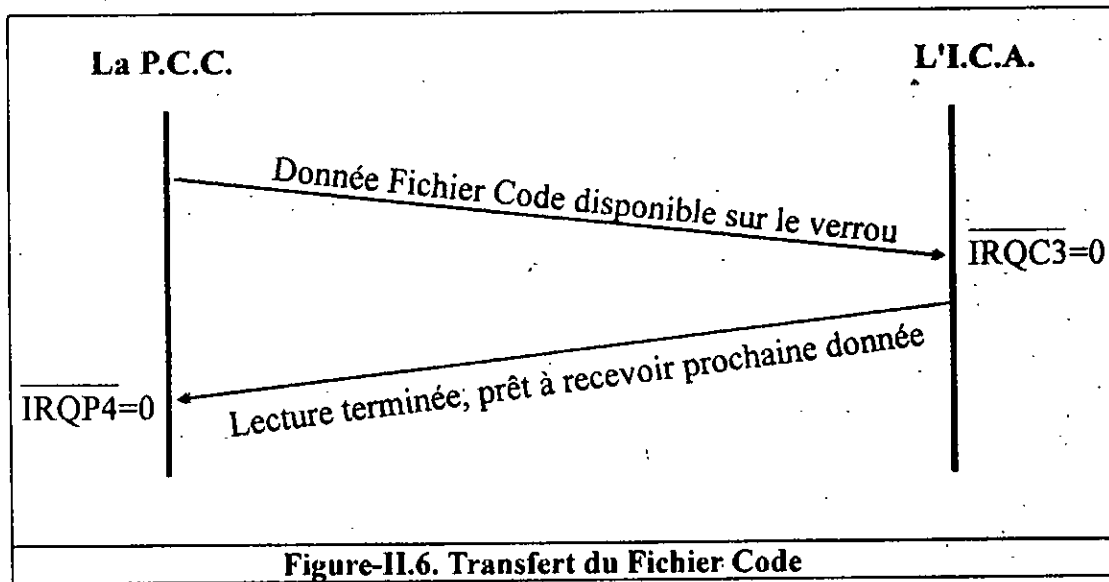 La P.C.C.
L'I.C.A.
Donnée Fichier Code disponible sur le verrou
IRQC3=0
Lecture terminée, prêt à recevoir prochaine donnée
IRQP4=0
Figure-II.6. Transfert du Fichier Code